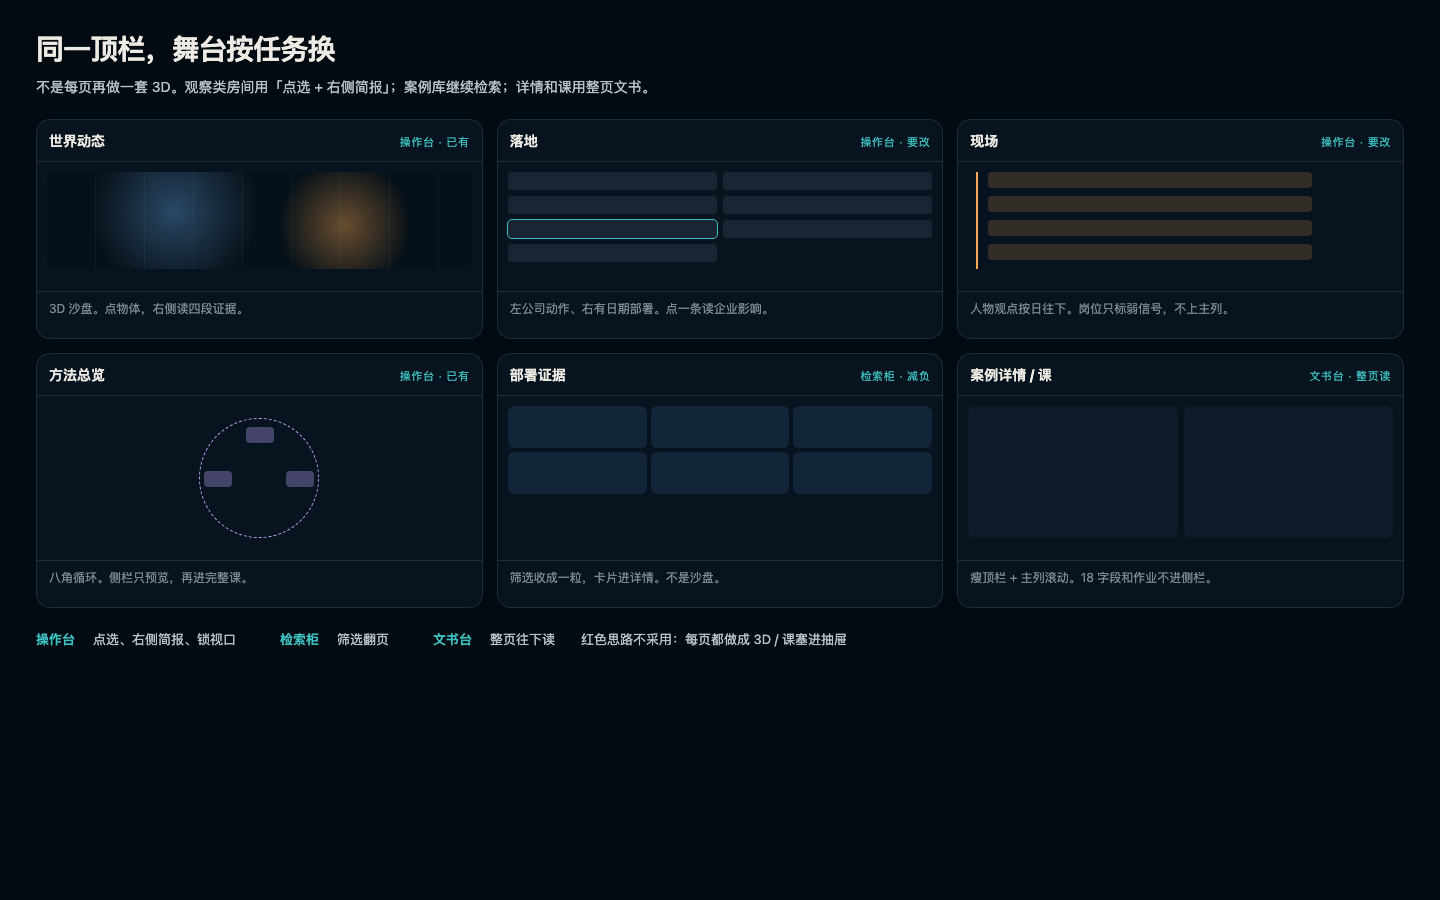 同一顶栏，舞台按任务换
不是每页再做一套 3D。观察类房间用「点选 + 右侧简报」；案例库继续检索；详情和课用整页文书。
世界动态
操作台 · 已有
3D 沙盘。点物体，右侧读四段证据。
落地
操作台 · 要改
左公司动作、右有日期部署。点一条读企业影响。
现场
操作台 · 要改
人物观点按日往下。岗位只标弱信号，不上主列。
方法总览
操作台 · 已有
八角循环。侧栏只预览，再进完整课。
部署证据
检索柜 · 减负
筛选收成一粒，卡片进详情。不是沙盘。
案例详情 / 课
文书台 · 整页读
瘦顶栏 + 主列滚动。18 字段和作业不进侧栏。
操作台 点选、右侧简报、锁视口 检索柜 筛选翻页 文书台 整页往下读 红色思路不采用：每页都做成 3D / 课塞进抽屉